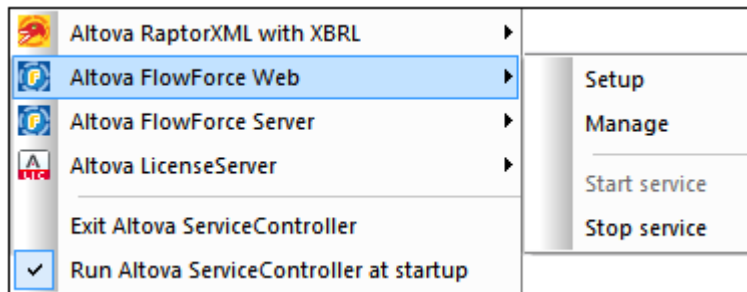 Altova RaptorXML with XBRL
Altova FlowForce Web
Altova FlowForce Server
A
LIC
Altova LicenseServer
Exit Altova ServiceController
Run Altova ServiceController at startup
Setup
Manage
Start service
Stop service